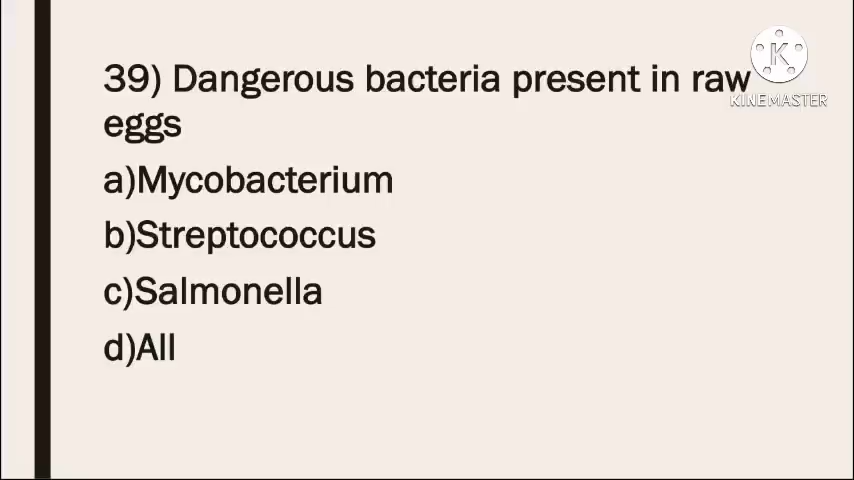 39) Dangerous bacteria present in raw
eggs
a)Mycobacterium
b)Streptococcus
c)Salmonella
d)All
K
KINEMASTER